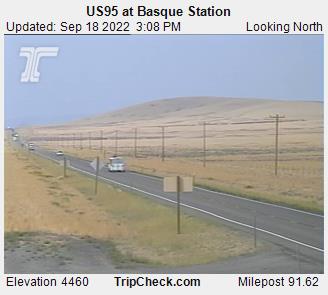 US95 at Basque Station
Updated: Sep 18 2022  3:08 PM Looking North
Elevation 4460 TripCheck.com Milepost 91.62